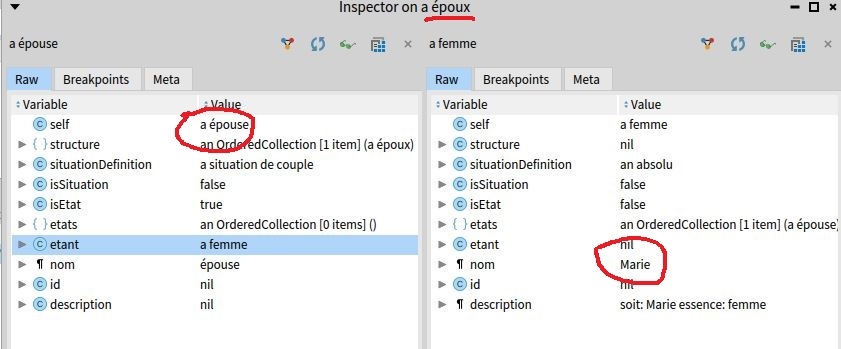 Inspector on a époux
a épouse
Raw Breakpoints Meta
Variable Value
self a épouse
structure an OrderedCollection [1 item] (a époux)
situationDefinition a situation de couple
isSituation false
isEtat true
etats an OrderedCollection [0 items] ()
etant a femme
nom épouse
id nil
description nil
a femme
Raw Breakpoints Meta
Variable Value
self a femme
structure nil
situationDefinition an absolu
isSituation false
isEtat false
etats an OrderedCollection [1 item] (a épouse)
etant nil
nom Marie
id nil
description soit: Marie essence: femme